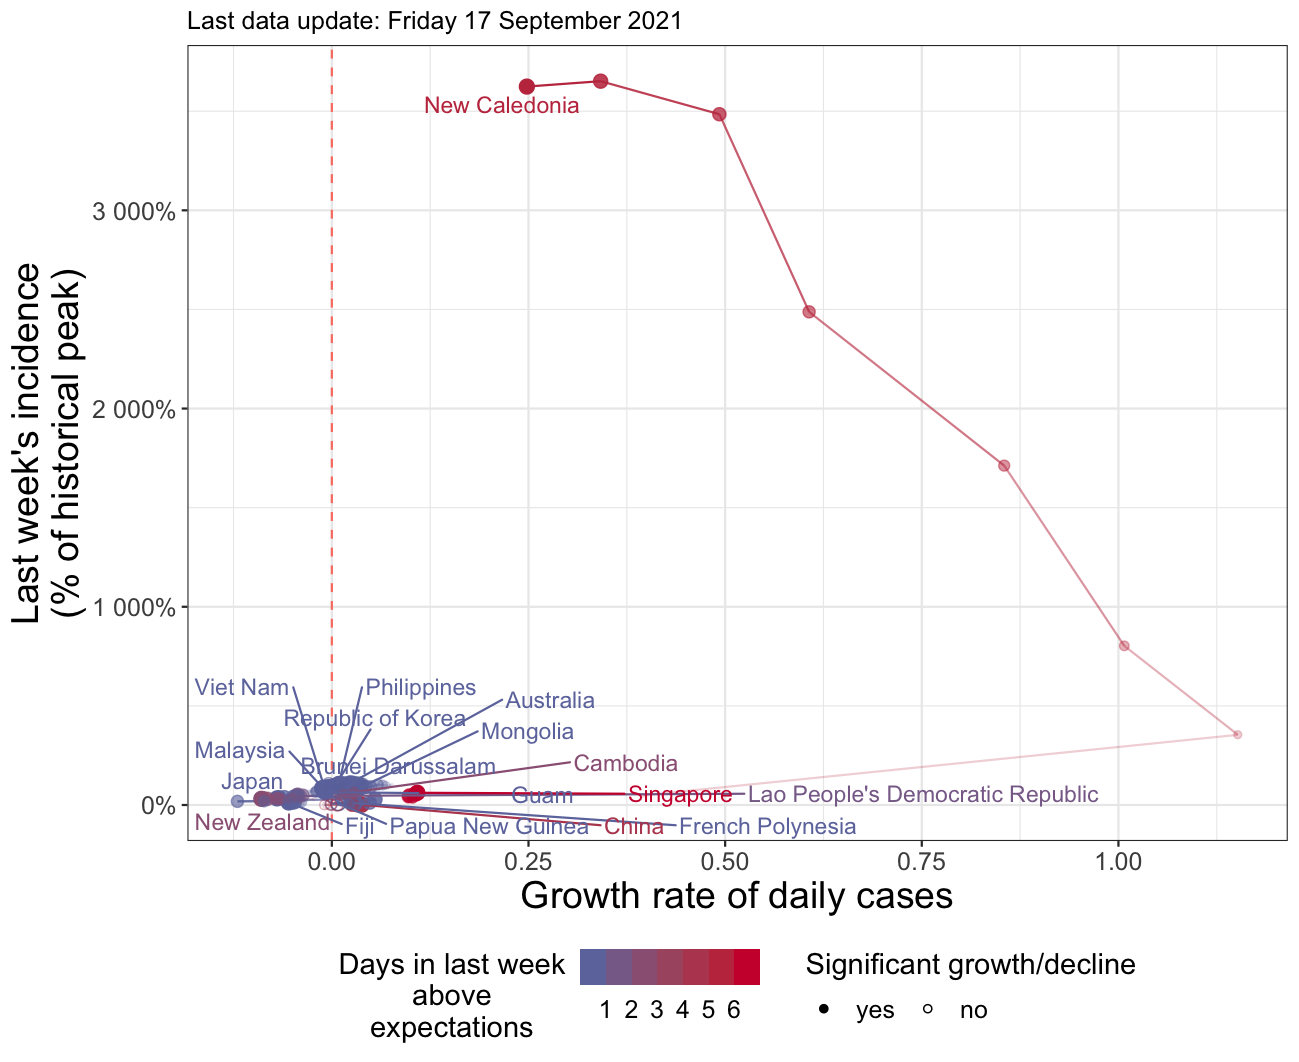 Last data update: Friday 17 September 2021
Last week's incidence
(% of historical peak)
3 000%
2 000%
1 000%
0%
New Caledonia
Viet Nam
Philippines
Australia
Republic of Korea
Mongolia
Malaysia
Brunei Darussalam
Cambodia
Japan
Guam
Singapore
Lao People's Democratic Republic
New Zealand
Fiji
Papua New Guinea
China
French Polynesia
0.00 0.25 0.50 0.75 1.00
Growth rate of daily cases
Days in last week
above
expectations
1 2 3 4 5 6
Significant growth/decline
yes no